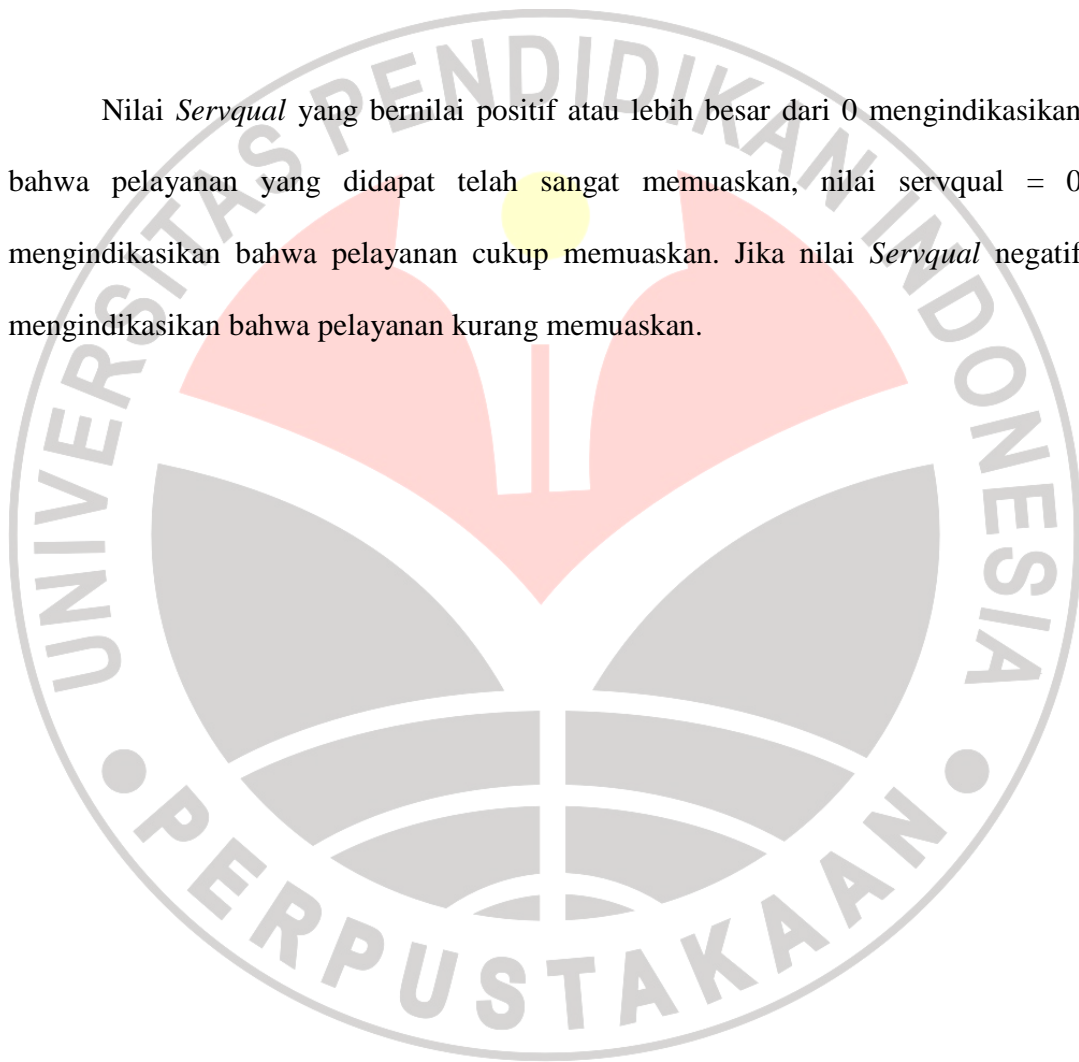 Nilai Servqual yang bernilai positif atau lebih besar dari 0 mengindikasikan
bahwa pelayanan yang didapat telah sangat memuaskan, nilai servqual = 0
mengindikasikan bahwa pelayanan cukup memuaskan. Jika nilai Servqual negatif
mengindikasikan bahwa pelayanan kurang memuaskan.
UNIVERSITAS PENDIDIKAN INDONESIA
PERPUSTAKAAN